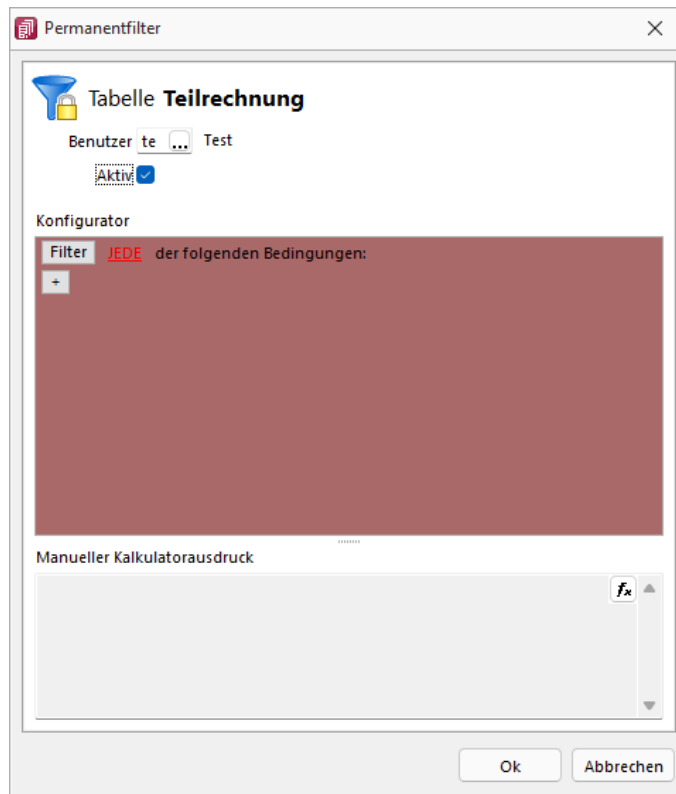 Permanentfilter
Tabelle Teilrechnung
Benutzer te ... Test
Aktiv
Konfigurator
Filter JEDE der folgenden Bedingungen:
+
Manueller Kalkulatorausdruck
fx
Ok Abbrechen